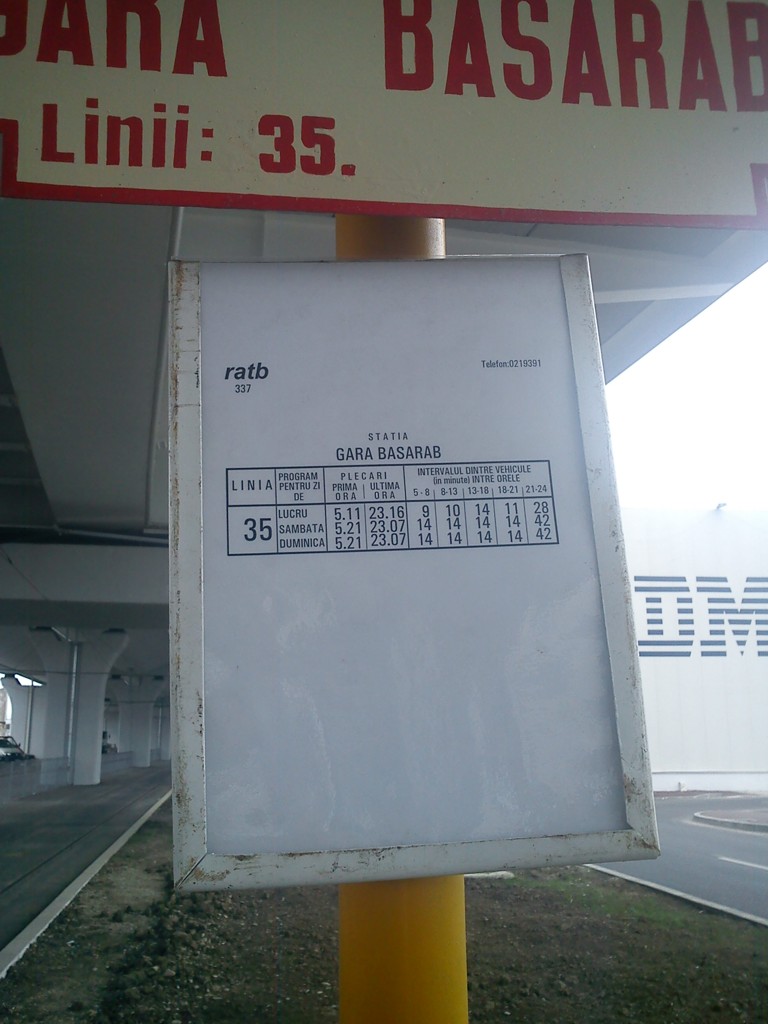 GARA BASARAB
Linii: 35.
ratb
337
Telefon:0219391
STATIA
GARA BASARAB
LINIA PROGRAM PENTRU ZI DE PLECARI PRIMA ORA ULTIMA ORA INTERVALUL DINTRE VEHICULE (in minute) INTRE ORELE 5-8 8-13 13-18 18-21 21-24
35 LUCRU 5.11 23.16 9 10 14 11 28
SAMBATA 5.21 23.07 14 14 14 14 42
DUMINICA 5.21 23.07 14 14 14 14 42
IDM